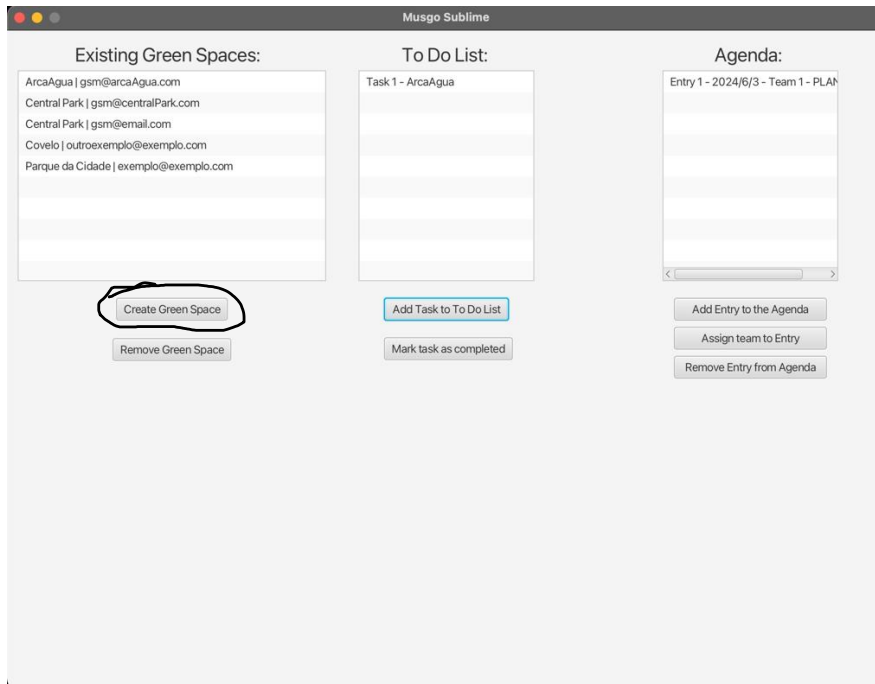 Musgo Sublime
Existing Green Spaces:
ArcaAgua | gsm@arcaAgua.com
Central Park | gsm@centralPark.com
Central Park | gsm@email.com
Covelo | outroexemplo@exemplo.com
Parque da Cidade | exemplo@exemplo.com
Create Green Space
Remove Green Space
To Do List:
Task 1 - ArcaAgua
Add Task to To Do List
Mark task as completed
Agenda:
Entry 1 - 2024/6/3 - Team 1 - PLAN
Add Entry to the Agenda
Assign team to Entry
Remove Entry from Agenda